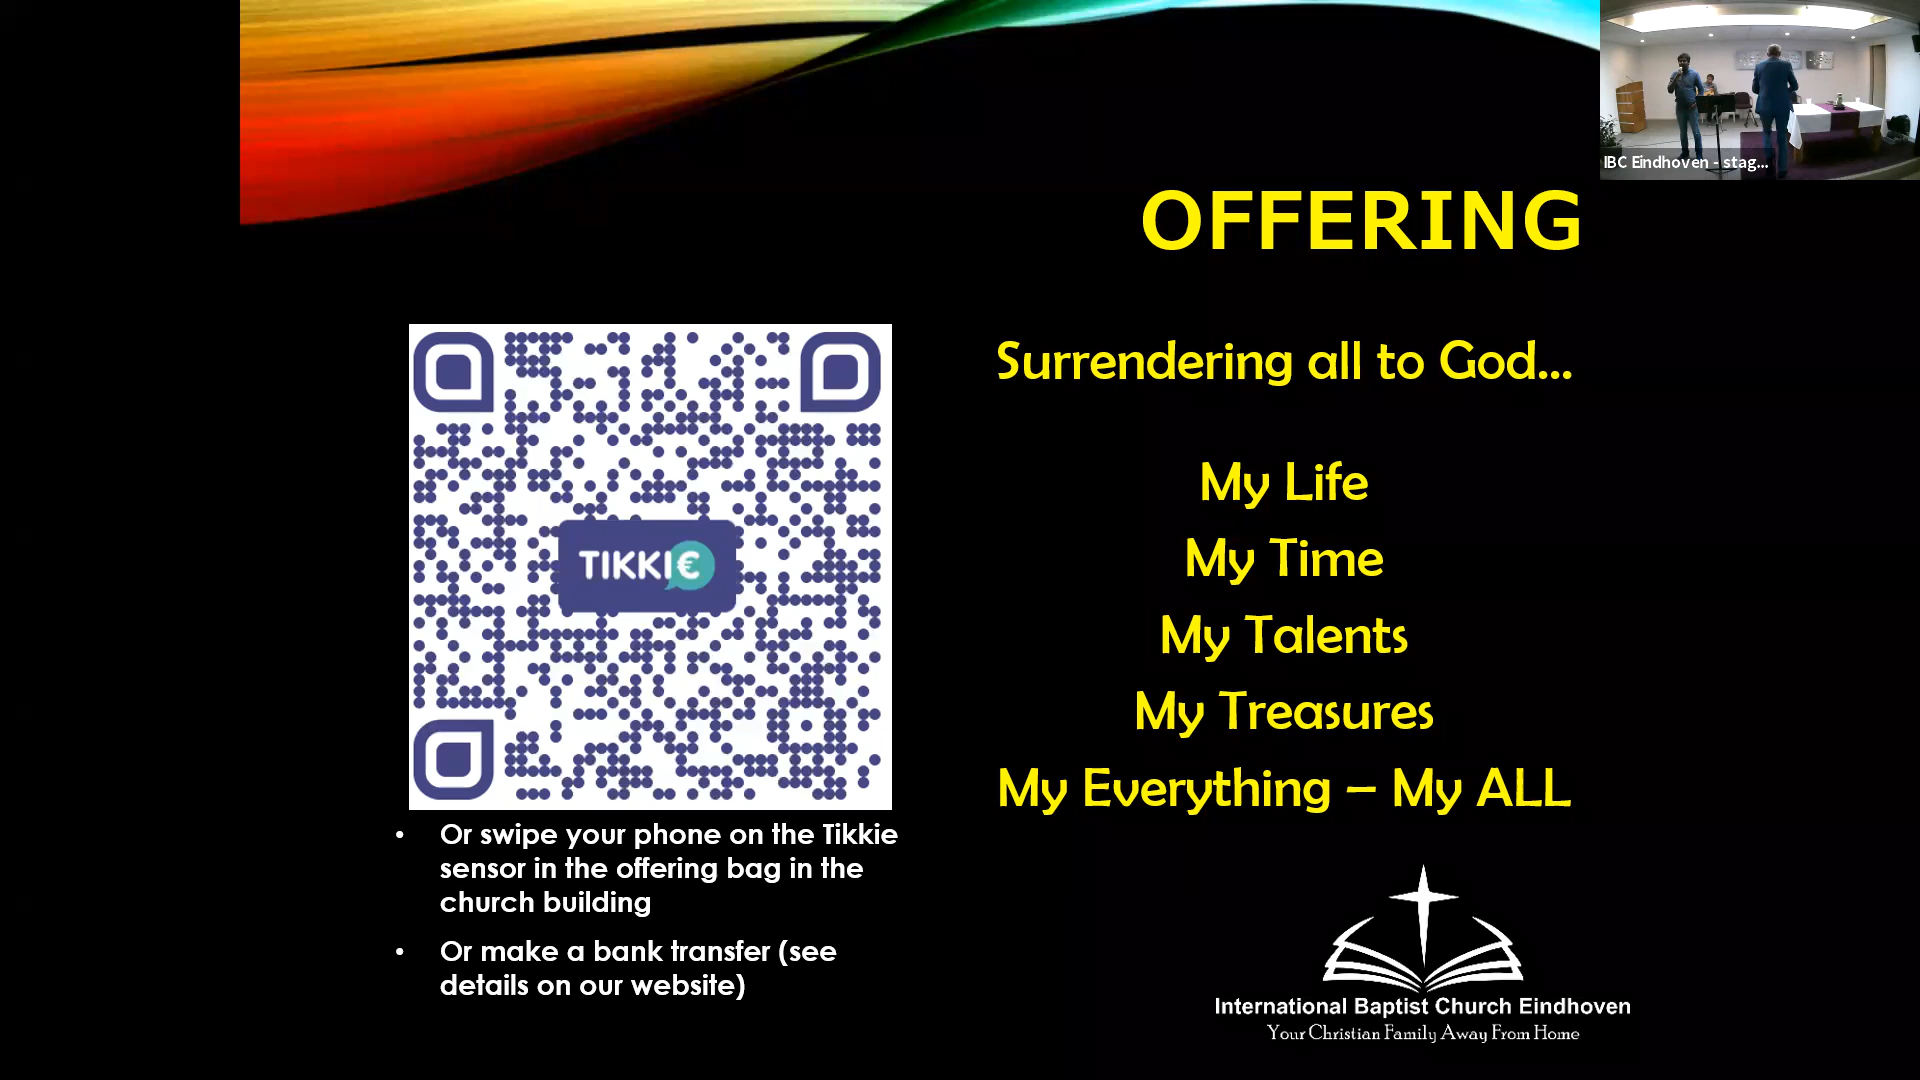 IBC Eindhoven - stag...
OFFERING
TIKKIE
Surrendering all to God...
My Life
My Time
My Talents
My Treasures
My Everything – My ALL
• Or swipe your phone on the Tikkie
sensor in the offering bag in the
church building
• Or make a bank transfer (see
details on our website)
International Baptist Church Eindhoven
Your Christian Family Away From Home